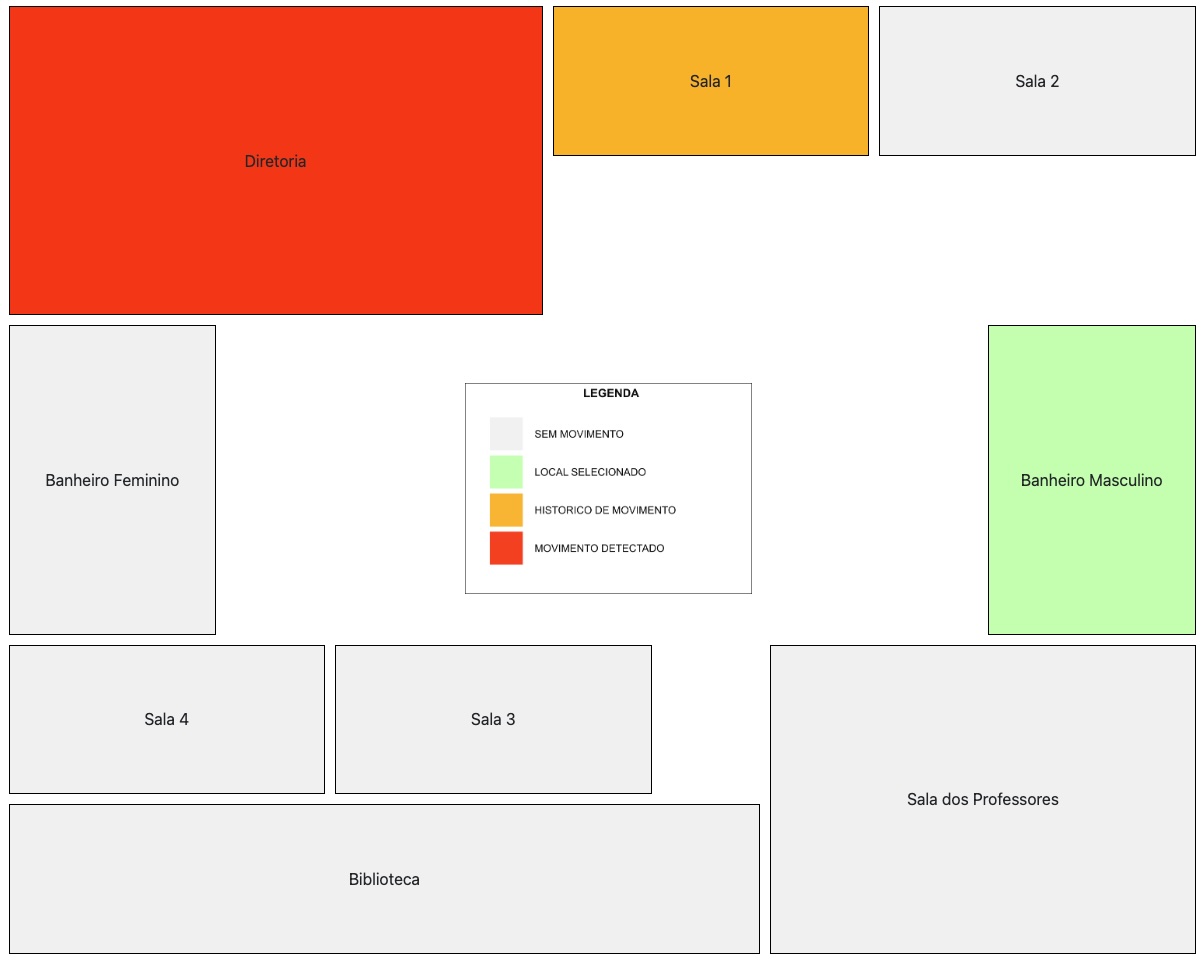 Diretoria
Sala 1
Sala 2
Banheiro Feminino
LEGENDA
SEM MOVIMENTO
LOCAL SELECIONADO
HISTORICO DE MOVIMENTO
MOVIMENTO DETECTADO
Banheiro Masculino
Sala 4
Sala 3
Sala dos Professores
Biblioteca